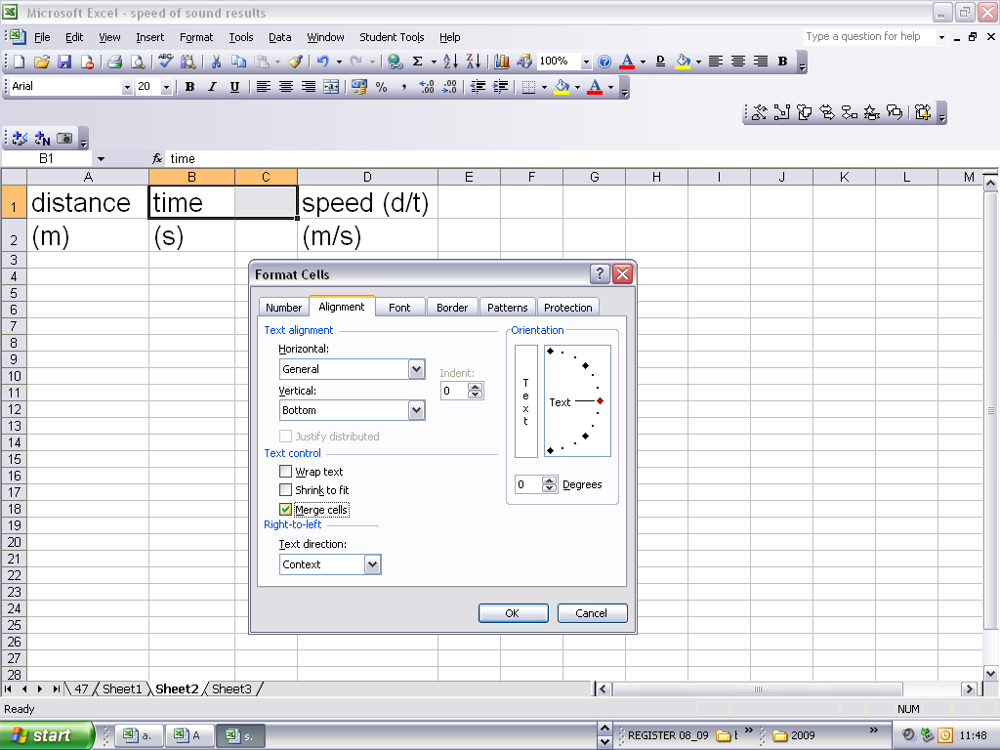 Microsoft Excel - speed of sound results
File Edit View Insert Format Tools Data Window Student Tools Help Type a question for help
100%
Arial 20 B I U
B1 fx time
A B C D E F G H I J K L M
1 distance time speed (d/t)
2 (m) (s) (m/s)
3
4
5
6
7
8
9
10
11
12
13
14
15
16
17
18
19
20
21
22
23
24
25
26
27
28
Format Cells
Number Alignment Font Border Patterns Protection
Text alignment
Horizontal:
General
Indent:
0
Vertical:
Bottom
Justify distributed
Text control
Wrap text
Shrink to fit
Merge cells
Right-to-left
Text direction:
Context
Orientation
Text
Text
0 Degrees
OK Cancel
47 Sheet1 Sheet2 Sheet3
Ready NUM
start a. A s. REGISTER 08_09 t » 2009 » 11:48